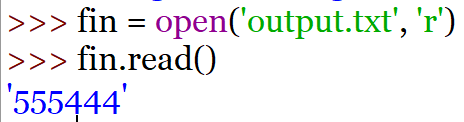 >>> fin = open('output.txt', 'r')
>>> fin.read()
'555444'